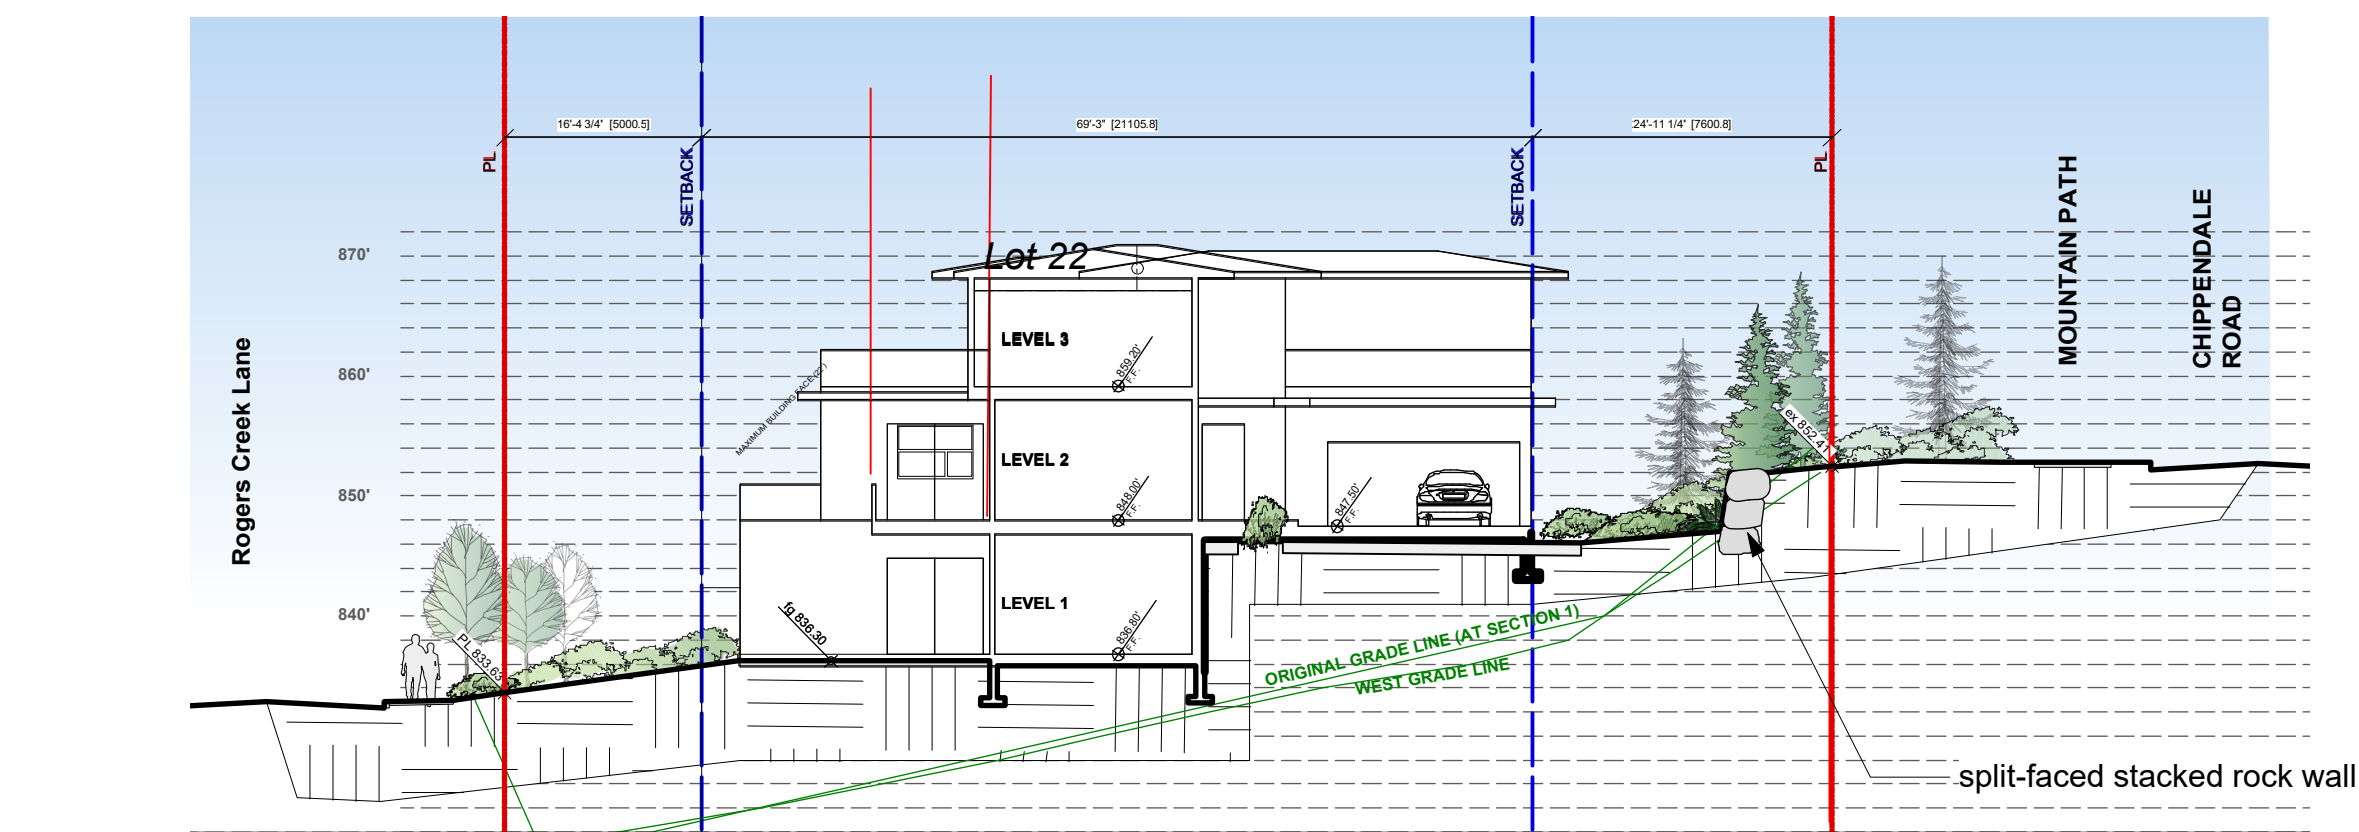 16'-4 3/4" [5000.5]
69'-3" [21105.8]
24'-11 1/4" [7600.8]
PL
SETBACK
SETBACK
PL
MOUNTAIN PATH
CHIPPENDALE
ROAD
Rogers Creek Lane
870'
860'
850'
840'
Lot 22
LEVEL 3
859.20'
F.F.
MAXIMUM BUILDING FACE (22')
LEVEL 2
848.00'
F.F.
847.50'
F.F.
ex 852.41
LEVEL 1
836.80'
F.F.
fg 836.30
PL 833.63
ORIGINAL GRADE LINE (AT SECTION 1)
WEST GRADE LINE
split-faced stacked rock wall